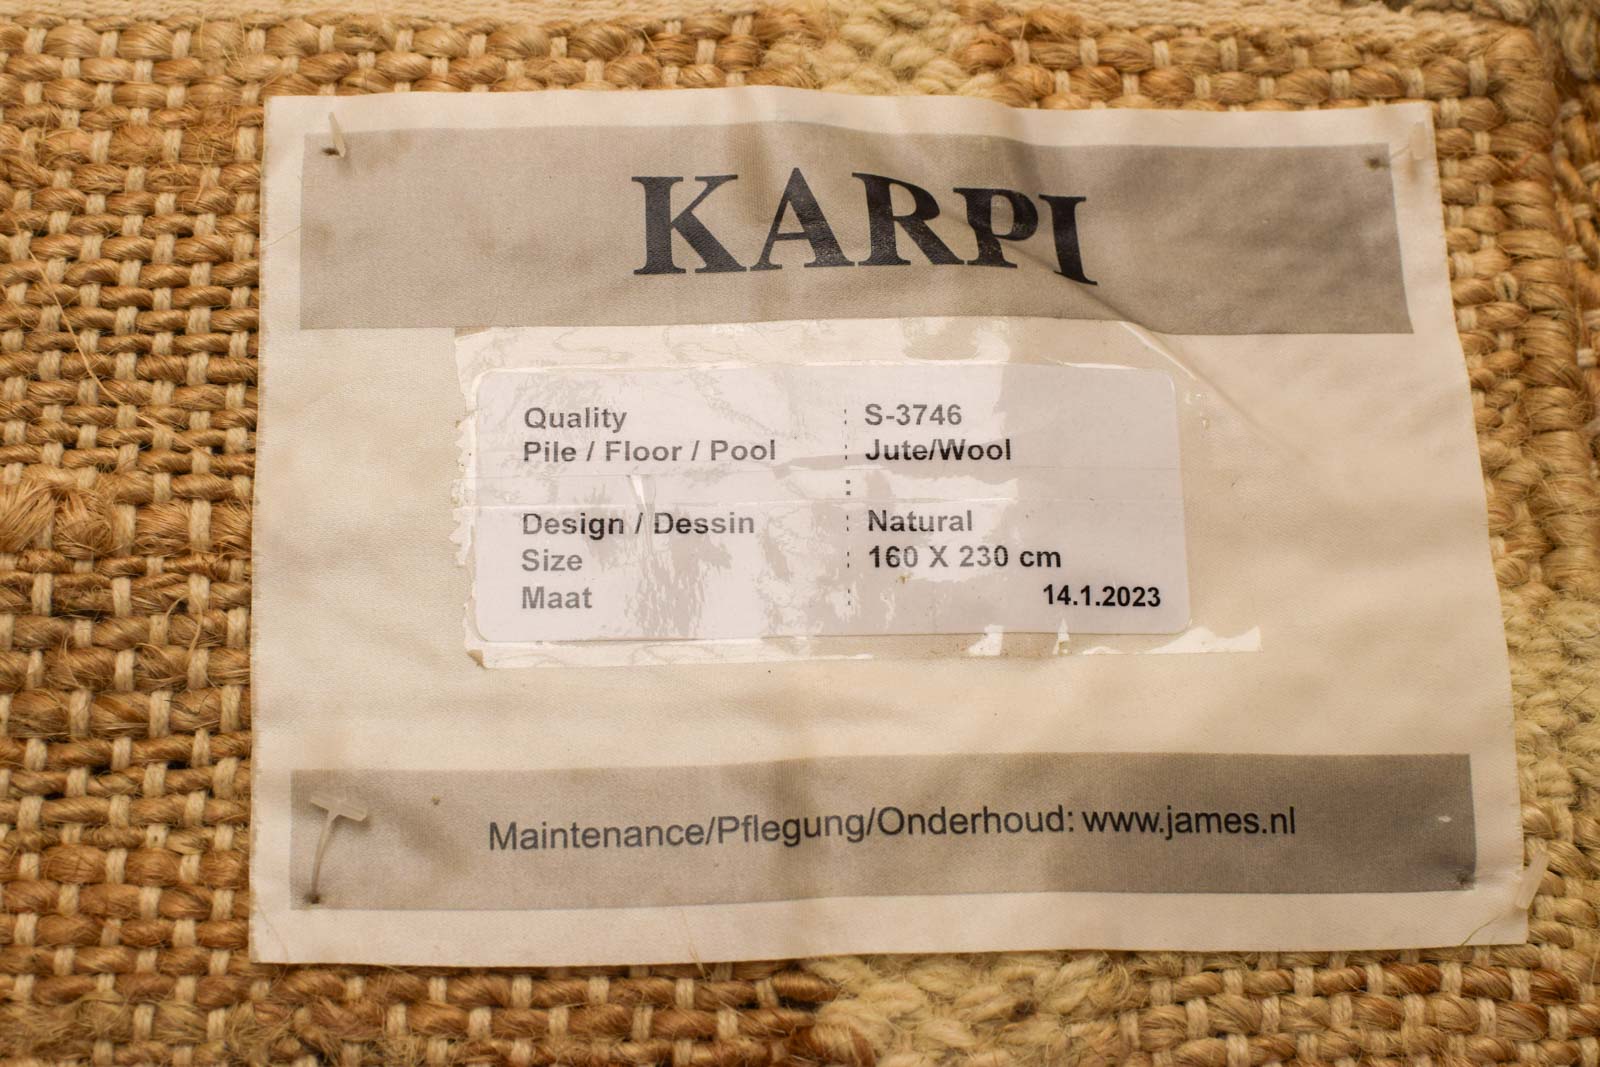 KARPI
Quality : S-3746
Pile / Floor / Pool : Jute/Wool
:
Design / Dessin : Natural
Size : 160 X 230 cm
Maat : 14.1.2023
Maintenance/Pflegung/Onderhoud: www.james.nl